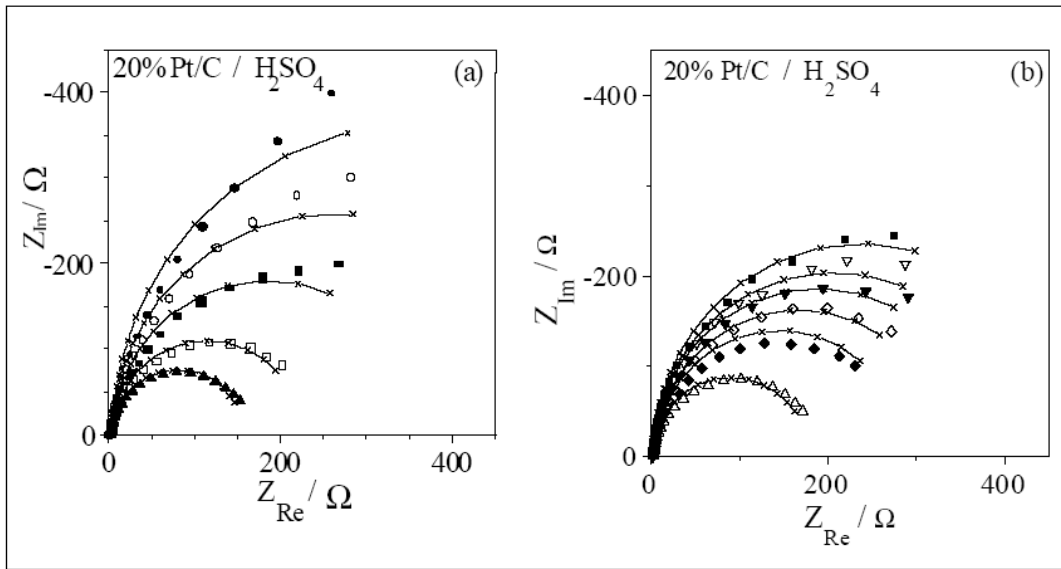 20% Pt/C / H₂SO₄ (a)
-400
-200
0
0 200 400
Z_Im / Ω
Z_Re / Ω
20% Pt/C / H₂SO₄ (b)
-400
-200
0
0 200 400
Z_Im / Ω
Z_Re / Ω